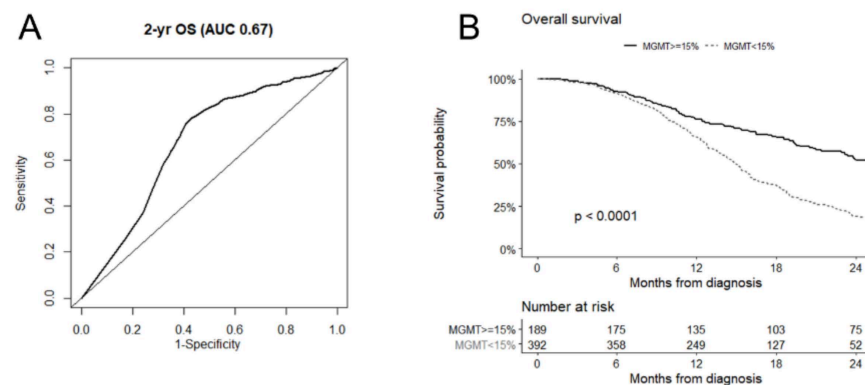 A
2-yr OS (AUC 0.67)
Sensitivity
1.0
0.8
0.6
0.4
0.2
0.0
0.0 0.2 0.4 0.6 0.8 1.0
1-Specificity
B
Overall survival
MGMT>=15% MGMT<15%
Survival probability
100%
75%
50%
25%
0%
p < 0.0001
0 6 12 18 24
Months from diagnosis
Number at risk
MGMT>=15% 189 175 135 103 75
MGMT<15% 392 358 249 127 52
0 6 12 18 24
Months from diagnosis